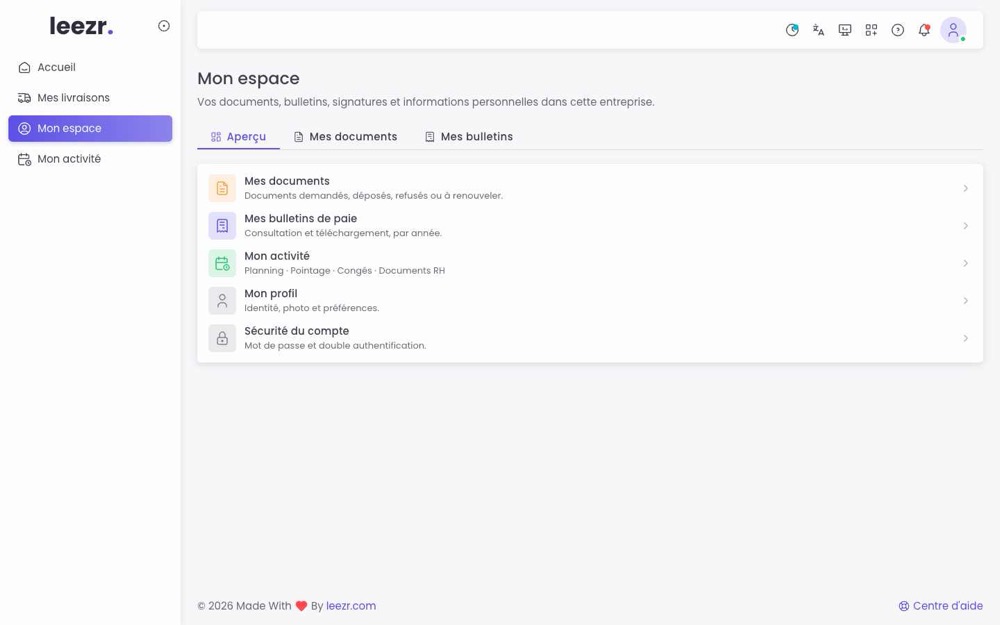 leezr.
Accueil
Mes livraisons
Mon espace
Mon activité
Mon espace
Vos documents, bulletins, signatures et informations personnelles dans cette entreprise.
Aperçu
Mes documents
Mes bulletins
Mes documents
Documents demandés, déposés, refusés ou à renouveler.
Mes bulletins de paie
Consultation et téléchargement, par année.
Mon activité
Planning · Pointage · Congés · Documents RH
Mon profil
Identité, photo et préférences.
Sécurité du compte
Mot de passe et double authentification.
© 2026 Made With ❤️ By leezr.com
Centre d'aide